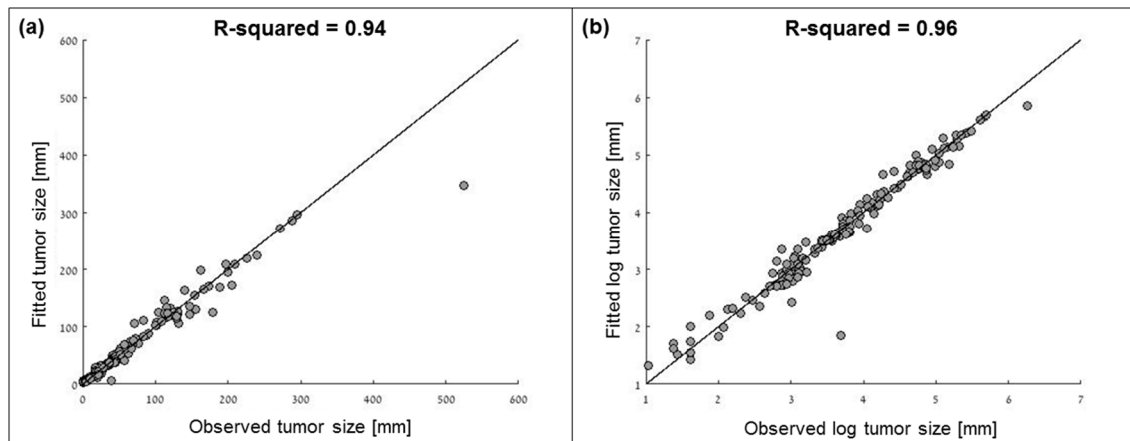 (a)
R-squared = 0.94
600
500
400
300
200
100
0
0 100 200 300 400 500 600
Fitted tumor size [mm]
Observed tumor size [mm]
(b)
R-squared = 0.96
7
6
5
4
3
2
1
1 2 3 4 5 6 7
Fitted log tumor size [mm]
Observed log tumor size [mm]